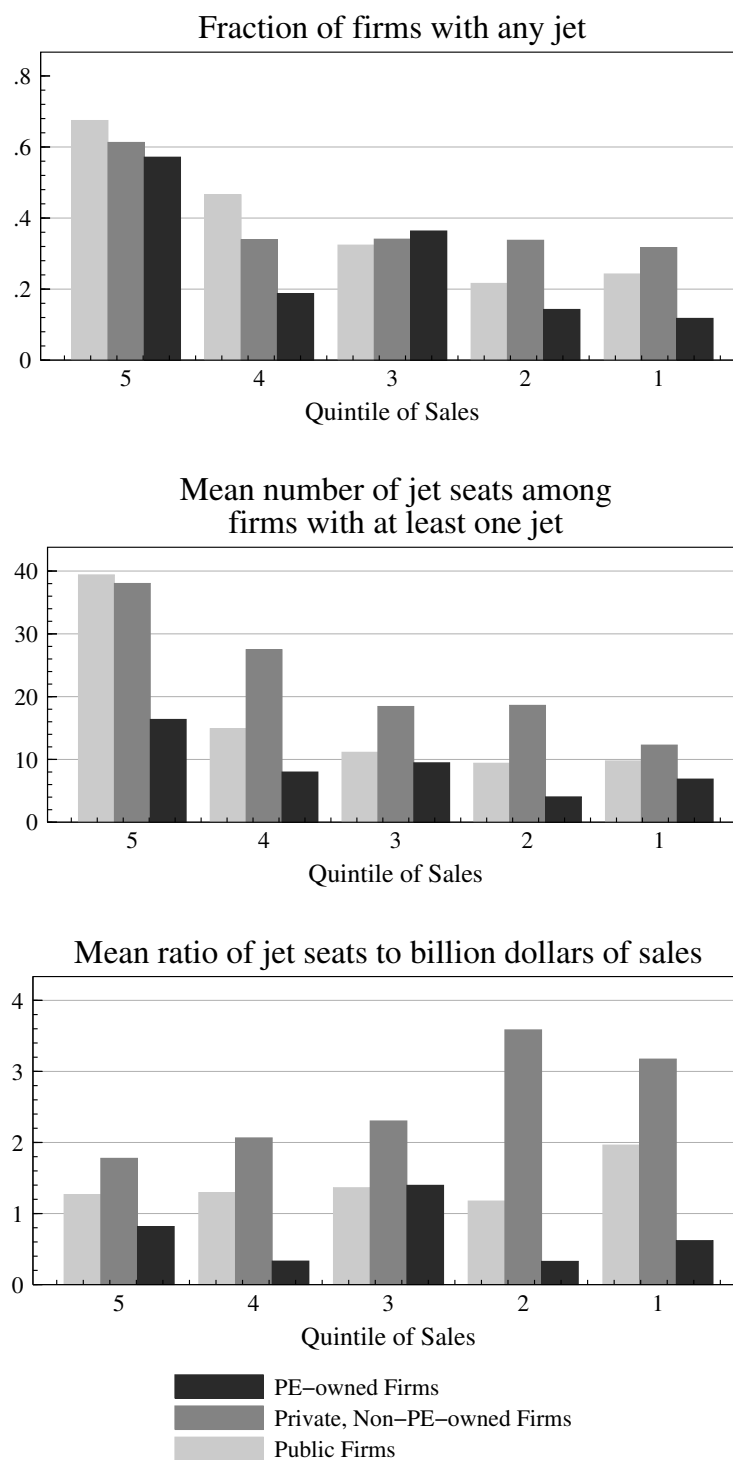 Fraction of firms with any jet
.8
.6
.4
.2
0
5 4 3 2 1
Quintile of Sales
Mean number of jet seats among
firms with at least one jet
40
30
20
10
0
5 4 3 2 1
Quintile of Sales
Mean ratio of jet seats to billion dollars of sales
4
3
2
1
0
5 4 3 2 1
Quintile of Sales
PE−owned Firms
Private, Non−PE−owned Firms
Public Firms